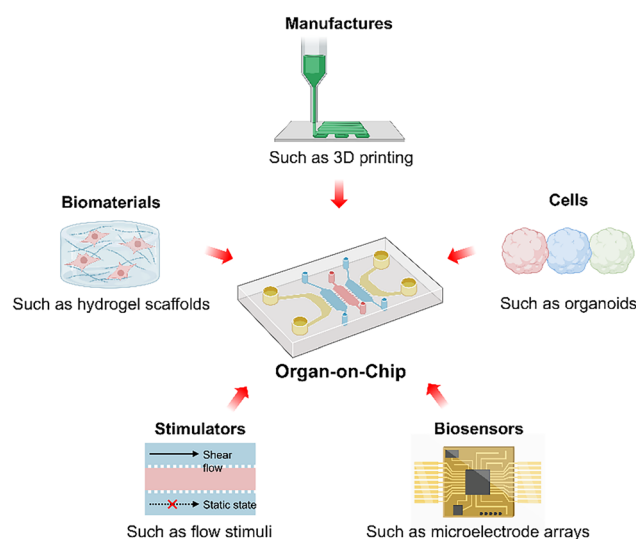 Manufactures
Such as 3D printing
Biomaterials
Such as hydrogel scaffolds
Cells
Such as organoids
Organ-on-Chip
Stimulators
Shear
flow
Static state
Such as flow stimuli
Biosensors
Such as microelectrode arrays